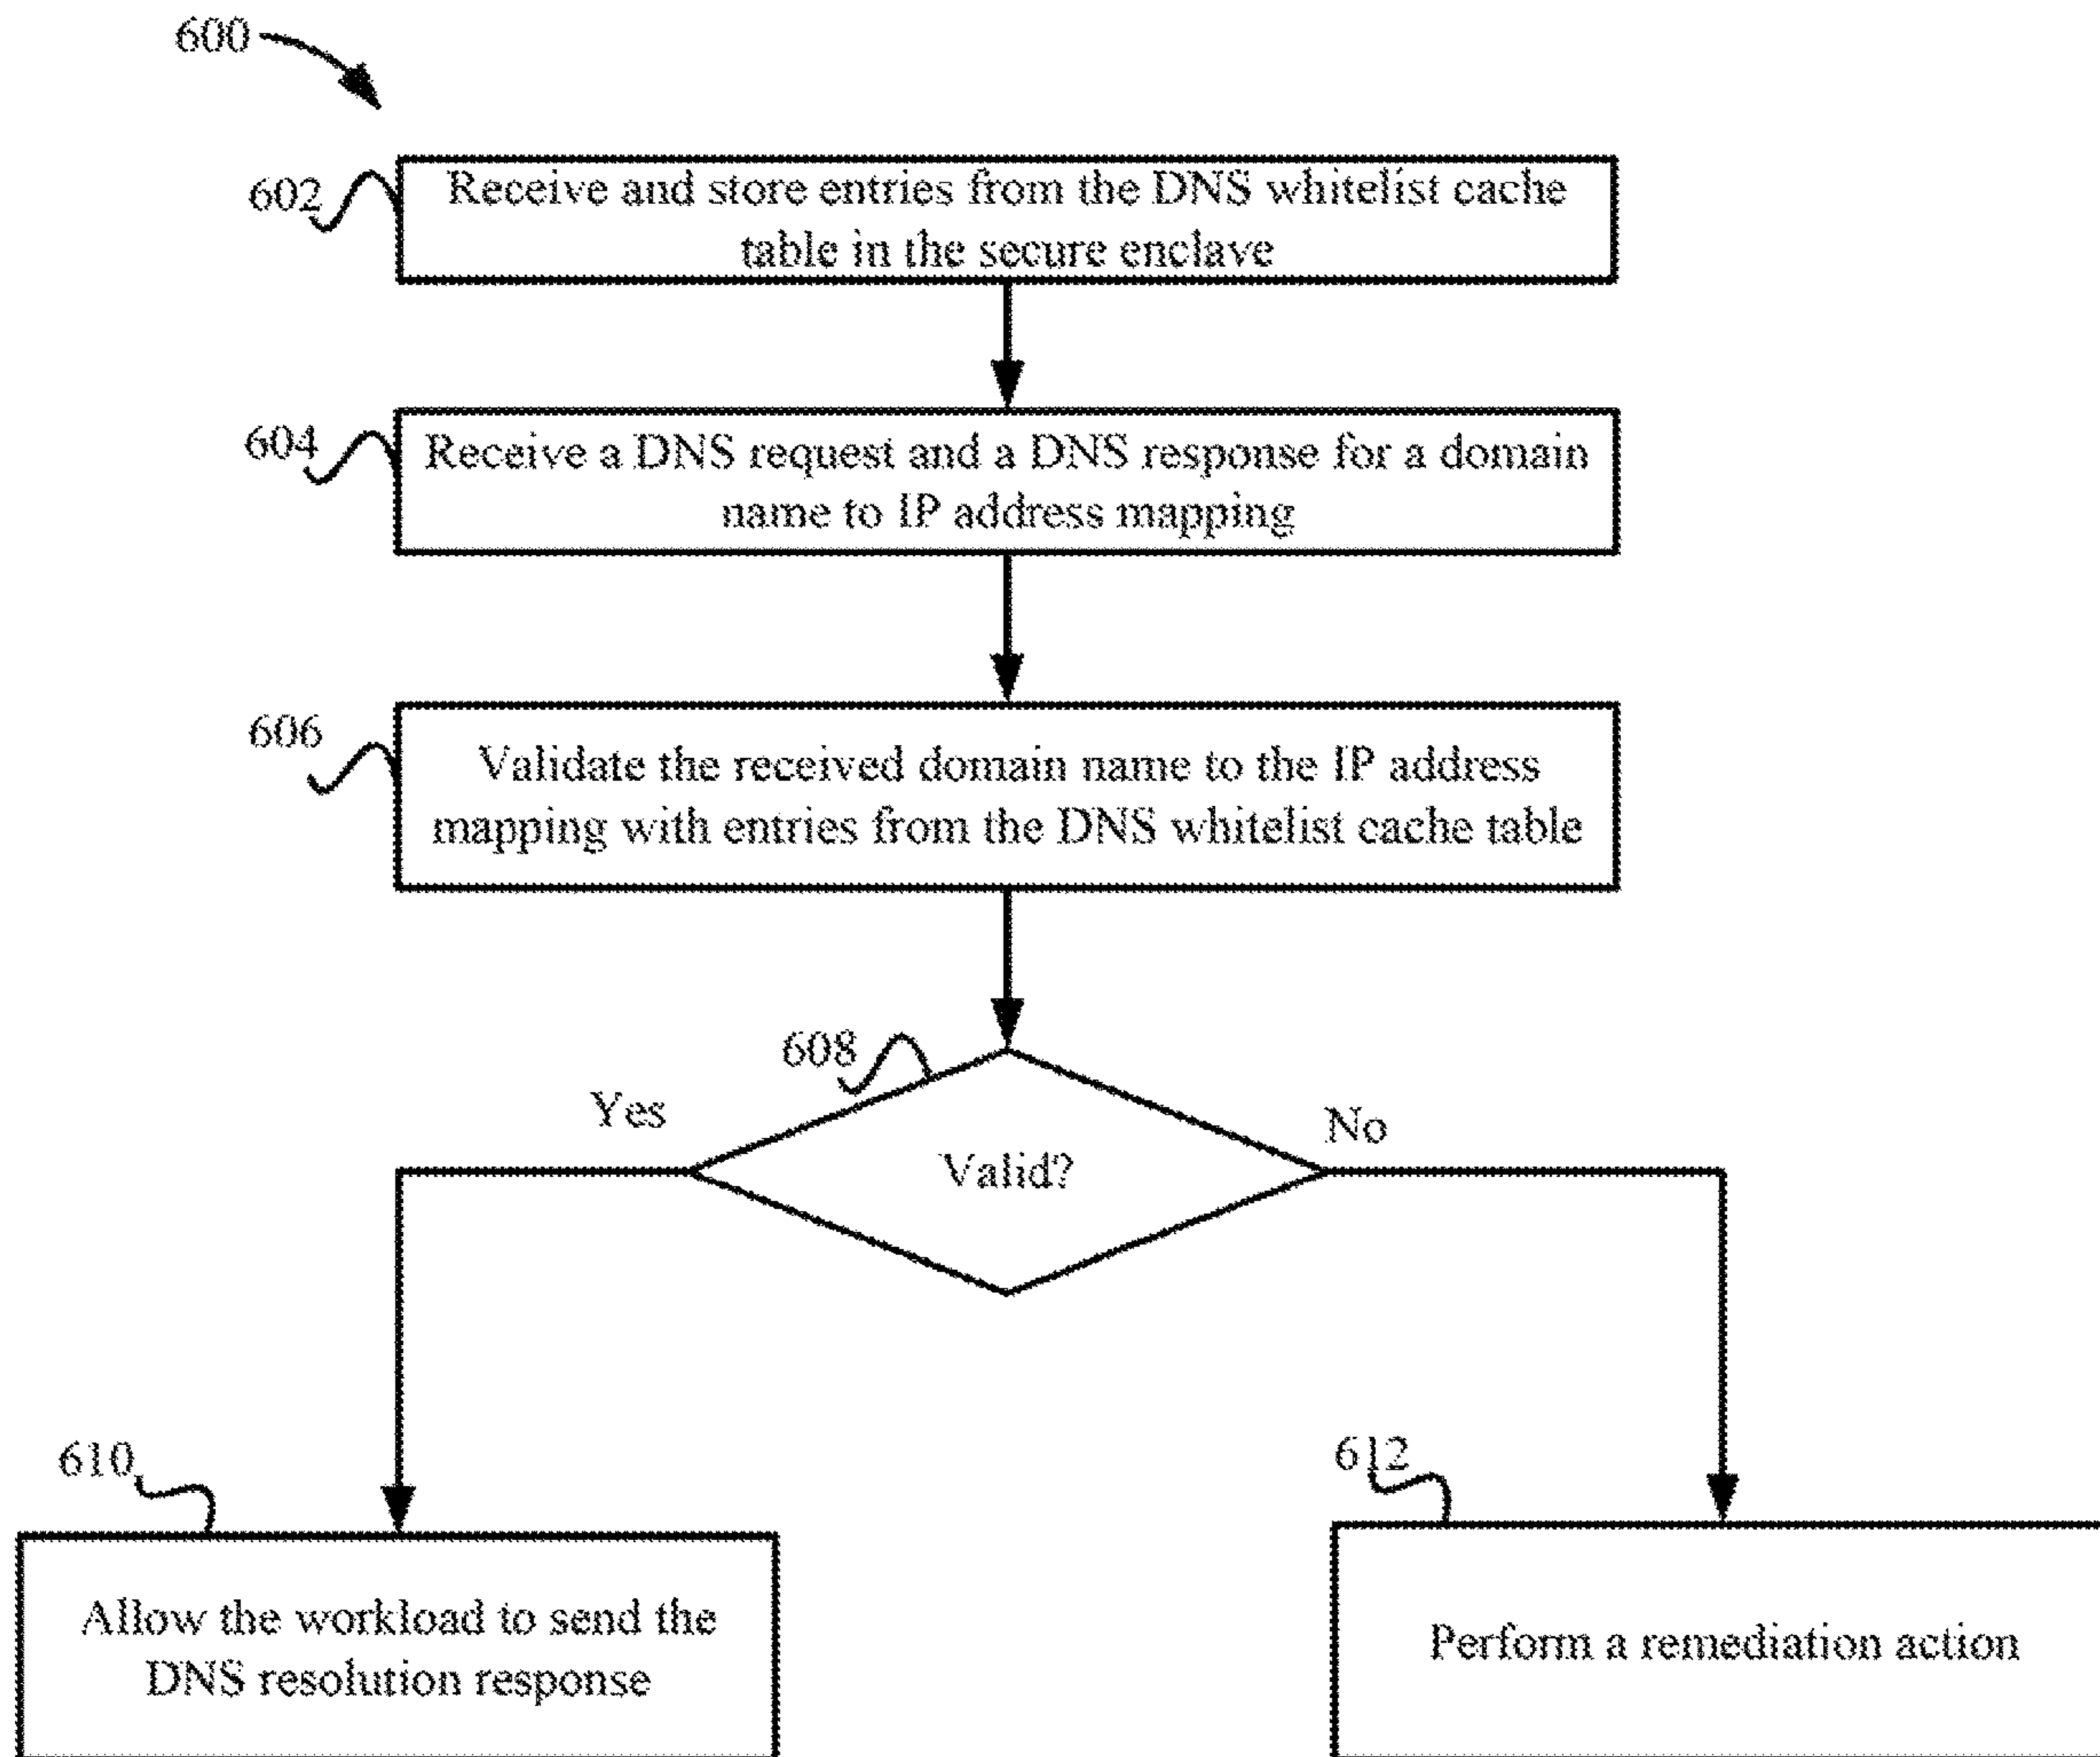 600
602
Receive and store entries from the DNS whitelist cache
table in the secure enclave
604
Receive a DNS request and a DNS response for a domain
name to IP address mapping
606
Validate the received domain name to the IP address
mapping with entries from the DNS whitelist cache table
608
Yes
No
Valid?
610
612
Allow the workload to send the
DNS resolution response
Perform a remediation action